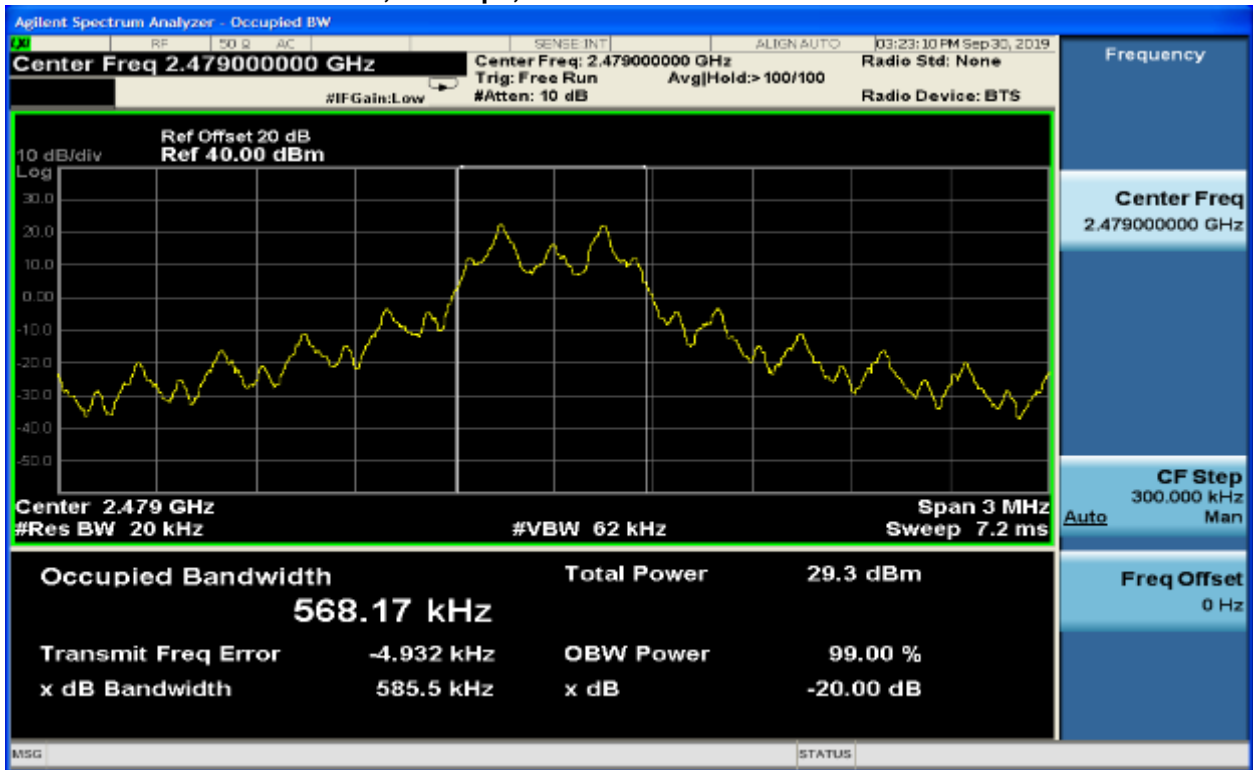 Agilent Spectrum Analyzer - Occupied BW
RF 50 Ω AC SENSE:INT ALIGN AUTO 03:23:10 PM Sep 30, 2019
Center Freq 2.479000000 GHz
Center Freq: 2.479000000 GHz
Radio Std: None
Trig: Free Run Avg|Hold:> 100/100
#IFGain:Low
#Atten: 10 dB
Radio Device: BTS
Ref Offset 20 dB
10 dB/div Ref 40.00 dBm
Log
30.0
20.0
10.0
0.00
-10.0
-20.0
-30.0
-40.0
-50.0
Center 2.479 GHz Span 3 MHz
#Res BW 20 kHz #VBW 62 kHz Sweep 7.2 ms
Occupied Bandwidth Total Power 29.3 dBm
568.17 kHz
Transmit Freq Error -4.932 kHz OBW Power 99.00 %
x dB Bandwidth 585.5 kHz x dB -20.00 dB
MSG STATUS
Frequency
Center Freq
2.479000000 GHz
CF Step
300.000 kHz
Auto Man
Freq Offset
0 Hz